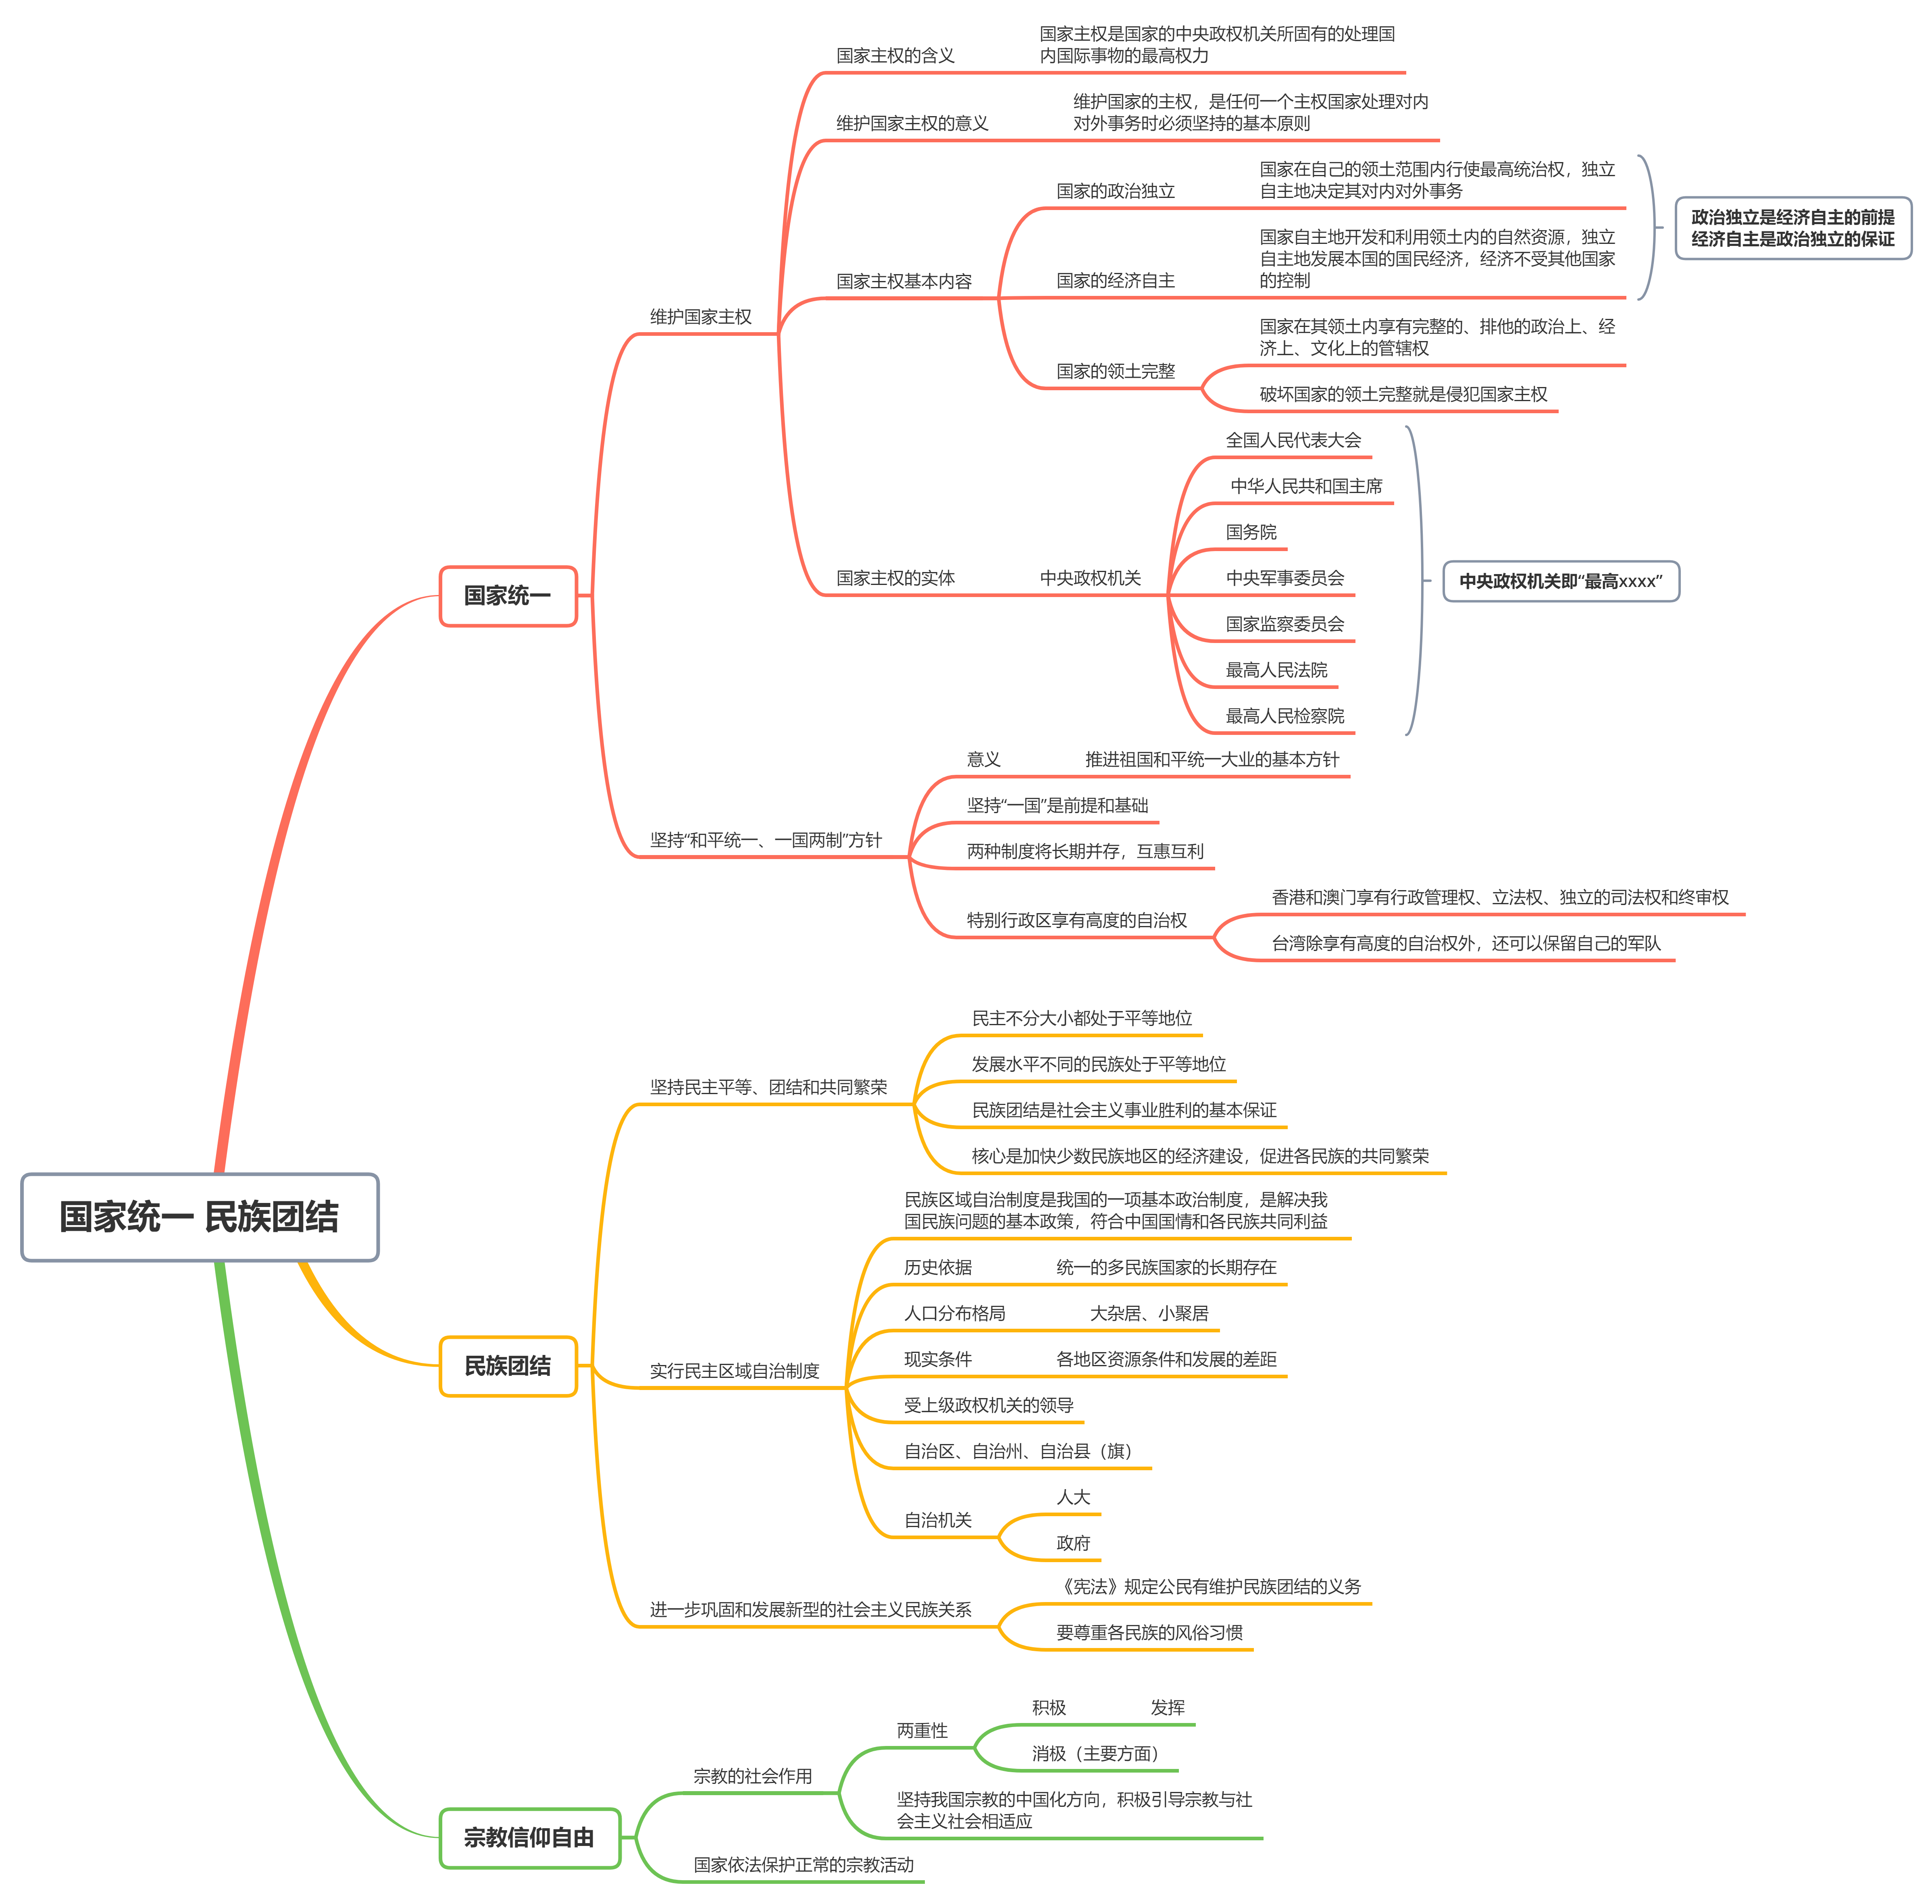 国家统一 民族团结
国家统一
维护国家主权
国家主权的含义
国家主权是国家的中央政权机关所固有的处理国
内国际事物的最高权力
维护国家主权的意义
维护国家的主权，是任何一个主权国家处理对内
对外事务时必须坚持的基本原则
国家主权基本内容
国家的政治独立
国家在自己的领土范围内行使最高统治权，独立
自主地决定其对内对外事务
国家的经济自主
国家自主地开发和利用领土内的自然资源，独立
自主地发展本国的国民经济，经济不受其他国家
的控制
政治独立是经济自主的前提
经济自主是政治独立的保证
国家的领土完整
国家在其领土内享有完整的、排他的政治上、经
济上、文化上的管辖权
破坏国家的领土完整就是侵犯国家主权
国家主权的实体
中央政权机关
全国人民代表大会
中华人民共和国主席
国务院
中央军事委员会
国家监察委员会
最高人民法院
最高人民检察院
中央政权机关即“最高xxxx”
坚持“和平统一、一国两制”方针
意义
推进祖国和平统一大业的基本方针
坚持“一国”是前提和基础
两种制度将长期并存，互惠互利
特别行政区享有高度的自治权
香港和澳门享有行政管理权、立法权、独立的司法权和终审权
台湾除享有高度的自治权外，还可以保留自己的军队
民族团结
坚持民主平等、团结和共同繁荣
民主不分大小都处于平等地位
发展水平不同的民族处于平等地位
民族团结是社会主义事业胜利的基本保证
核心是加快少数民族地区的经济建设，促进各民族的共同繁荣
实行民主区域自治制度
民族区域自治制度是我国的一项基本政治制度，是解决我
国民族问题的基本政策，符合中国国情和各民族共同利益
历史依据
统一的多民族国家的长期存在
人口分布格局
大杂居、小聚居
现实条件
各地区资源条件和发展的差距
受上级政权机关的领导
自治区、自治州、自治县（旗）
自治机关
人大
政府
进一步巩固和发展新型的社会主义民族关系
《宪法》规定公民有维护民族团结的义务
要尊重各民族的风俗习惯
宗教信仰自由
宗教的社会作用
两重性
积极
发挥
消极（主要方面）
坚持我国宗教的中国化方向，积极引导宗教与社
会主义社会相适应
国家依法保护正常的宗教活动